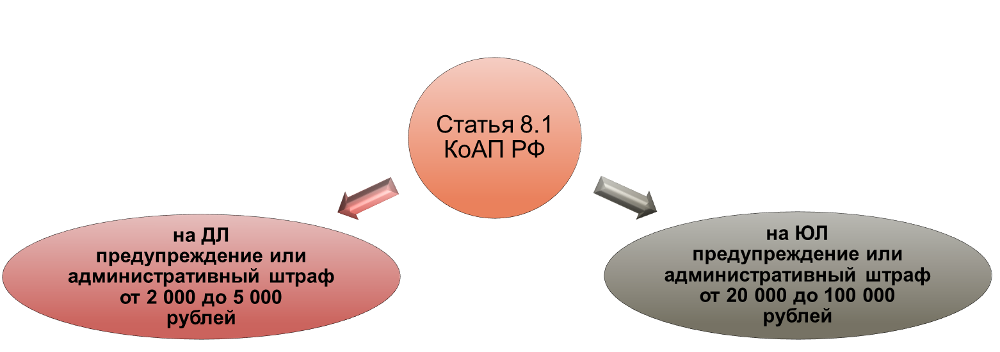 Статья 8.1
КоАП РФ
на ДЛ
предупреждение или
административный штраф
от 2 000 до 5 000
рублей
на ЮЛ
предупреждение или
административный штраф
от 20 000 до 100 000
рублей